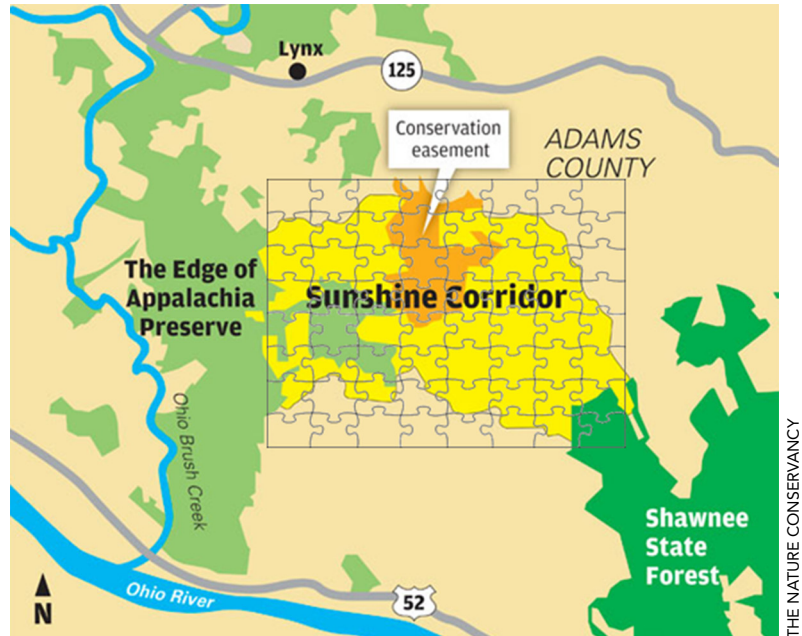 Lynx
125
Conservation
easement
ADAMS
COUNTY
The Edge of
Appalachia
Preserve
Sunshine Corridor
Ohio Brush Creek
Shawnee
State
Forest
Ohio River
52
N
THE NATURE CONSERVANCY